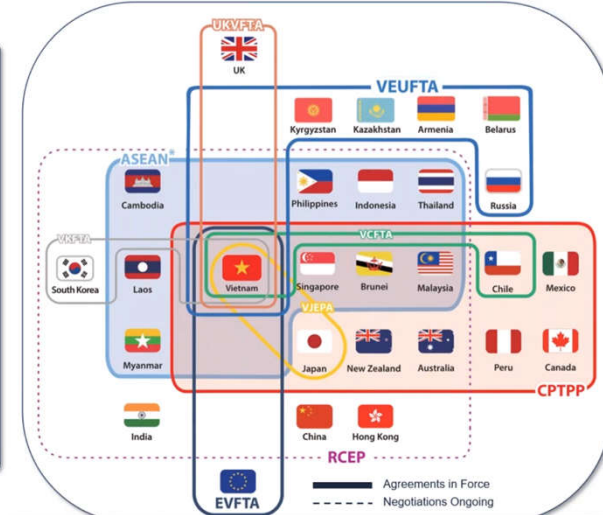 UKVFTA
UK
VEUFTA
Kyrgyzstan Kazakhstan Armenia Belarus
ASEAN*
Cambodia Philippines Indonesia Thailand Russia
VKFTA VCFTA
South Korea Laos Vietnam Singapore Brunei Malaysia Chile Mexico
VJEPA
Myanmar Japan New Zealand Australia Peru Canada
CPTPP
India China Hong Kong
RCEP
EVFTA
Agreements in Force
Negotiations Ongoing